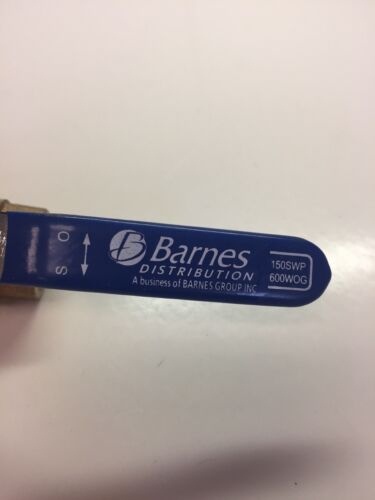 S O
Barnes
DISTRIBUTION
A business of BARNES GROUP INC
150SWP
600WOG